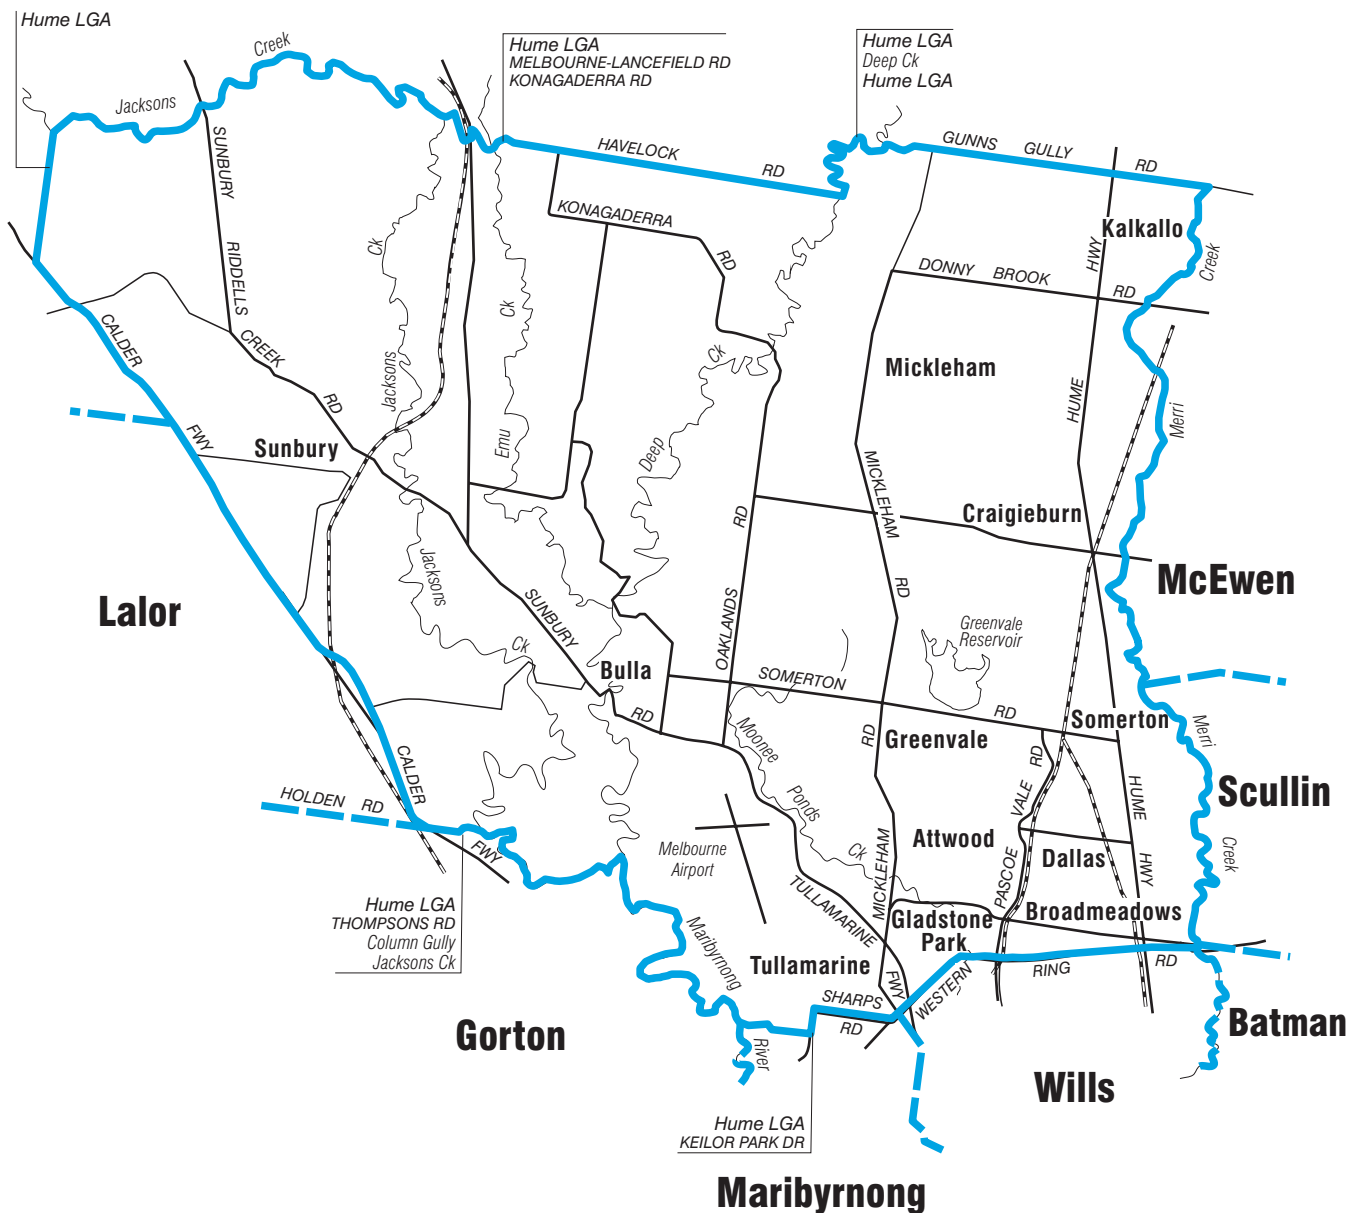 Hume LGA
Creek
Jacksons
Hume LGA
MELBOURNE-LANCEFIELD RD
KONAGADERRA RD
Hume LGA
Deep Ck
Hume LGA
SUNBURY
RIDDELLS
CREEK
RD
HAVELOCK RD
GUNNS GULLY RD
KONAGADERRA
RD
Kalkallo
Creek
HWY
DONNY BROOK RD
Ck
Ck
Ck
CALDER
FWY
Jacksons
Emu
Deep
Mickleham
HUME
Merri
Sunbury
MICKLEHAM
RD
Craigieburn
RD
OAKLANDS
McEwen
Lalor
Jacksons
Ck
SUNBURY
RD
Bulla
Greenvale
Reservoir
SOMERTON RD
Somerton
Merri
Greenvale
RD
Moonee
Ponds
Ck
CALDER
FWY
HOLDEN RD
VALE RD
PASCOE
HUME
HWY
Scullin
Attwood
Dallas
Creek
Melbourne
Airport
MICKLEHAM
TULLAMARINE
FWY
Gladstone
Park
Broadmeadows
Hume LGA
THOMPSONS RD
Column Gully
Jacksons Ck
Maribyrnong
River
Tullamarine
WESTERN
RING RD
SHARPS
RD
Gorton
Batman
Wills
Hume LGA
KEILOR PARK DR
Maribyrnong